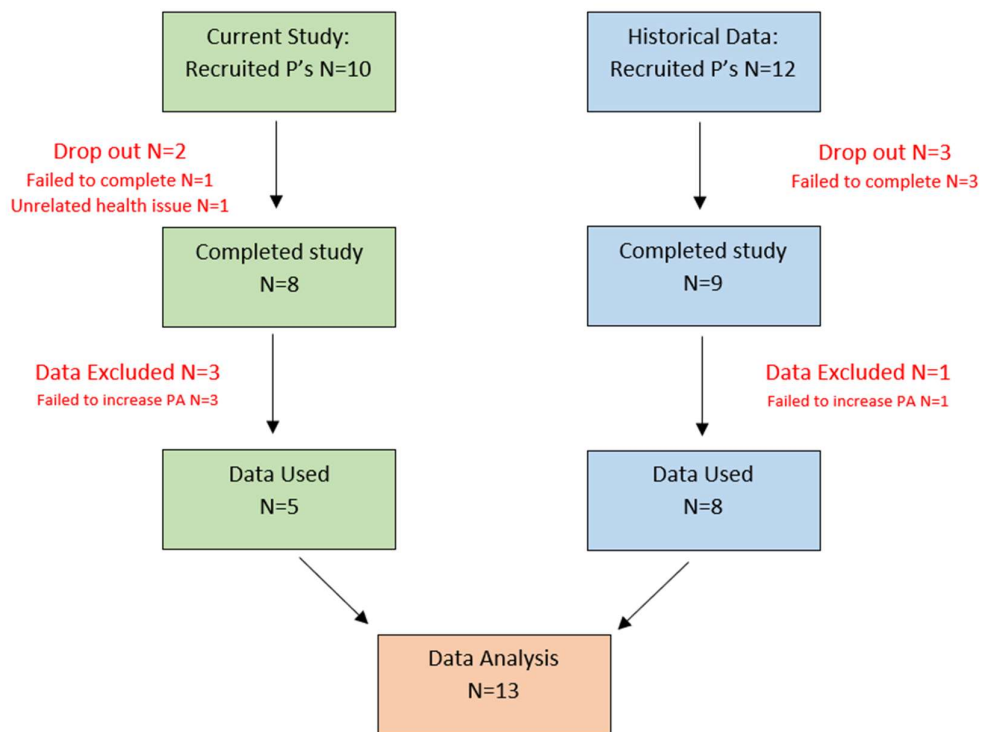 Current Study:
Recruited P's N=10
Historical Data:
Recruited P's N=12
Drop out N=2
Failed to complete N=1
Unrelated health issue N=1
Drop out N=3
Failed to complete N=3
Completed study
N=8
Completed study
N=9
Data Excluded N=3
Failed to increase PA N=3
Data Excluded N=1
Failed to increase PA N=1
Data Used
N=5
Data Used
N=8
Data Analysis
N=13